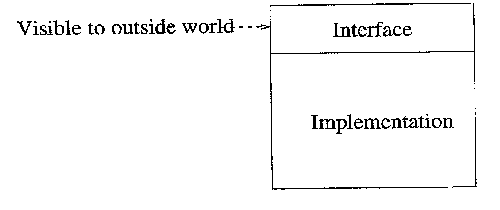 Visible to outside world
Interface
Implementation